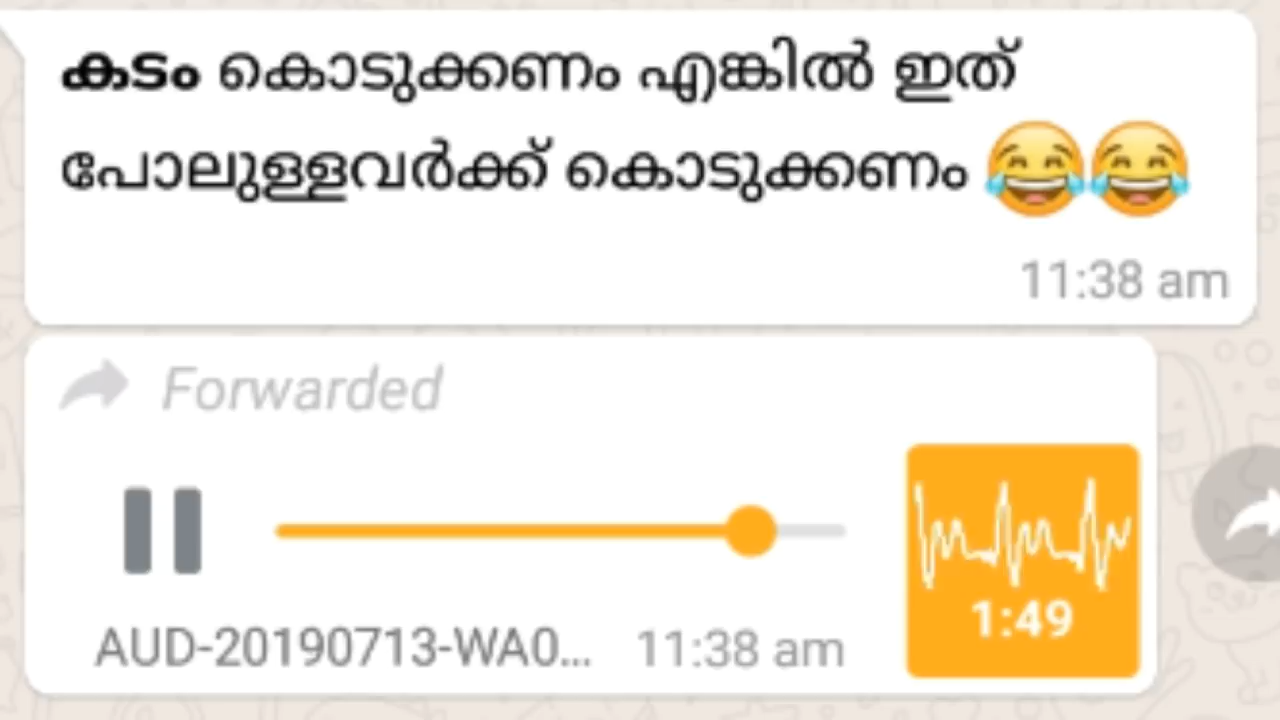 കടം കൊടുക്കണം എങ്കിൽ ഇത്
പോലുള്ളവർക്ക് കൊടുക്കണം 😂😂
11:38 am
Forwarded
AUD-20190713-WA0...
11:38 am
1:49